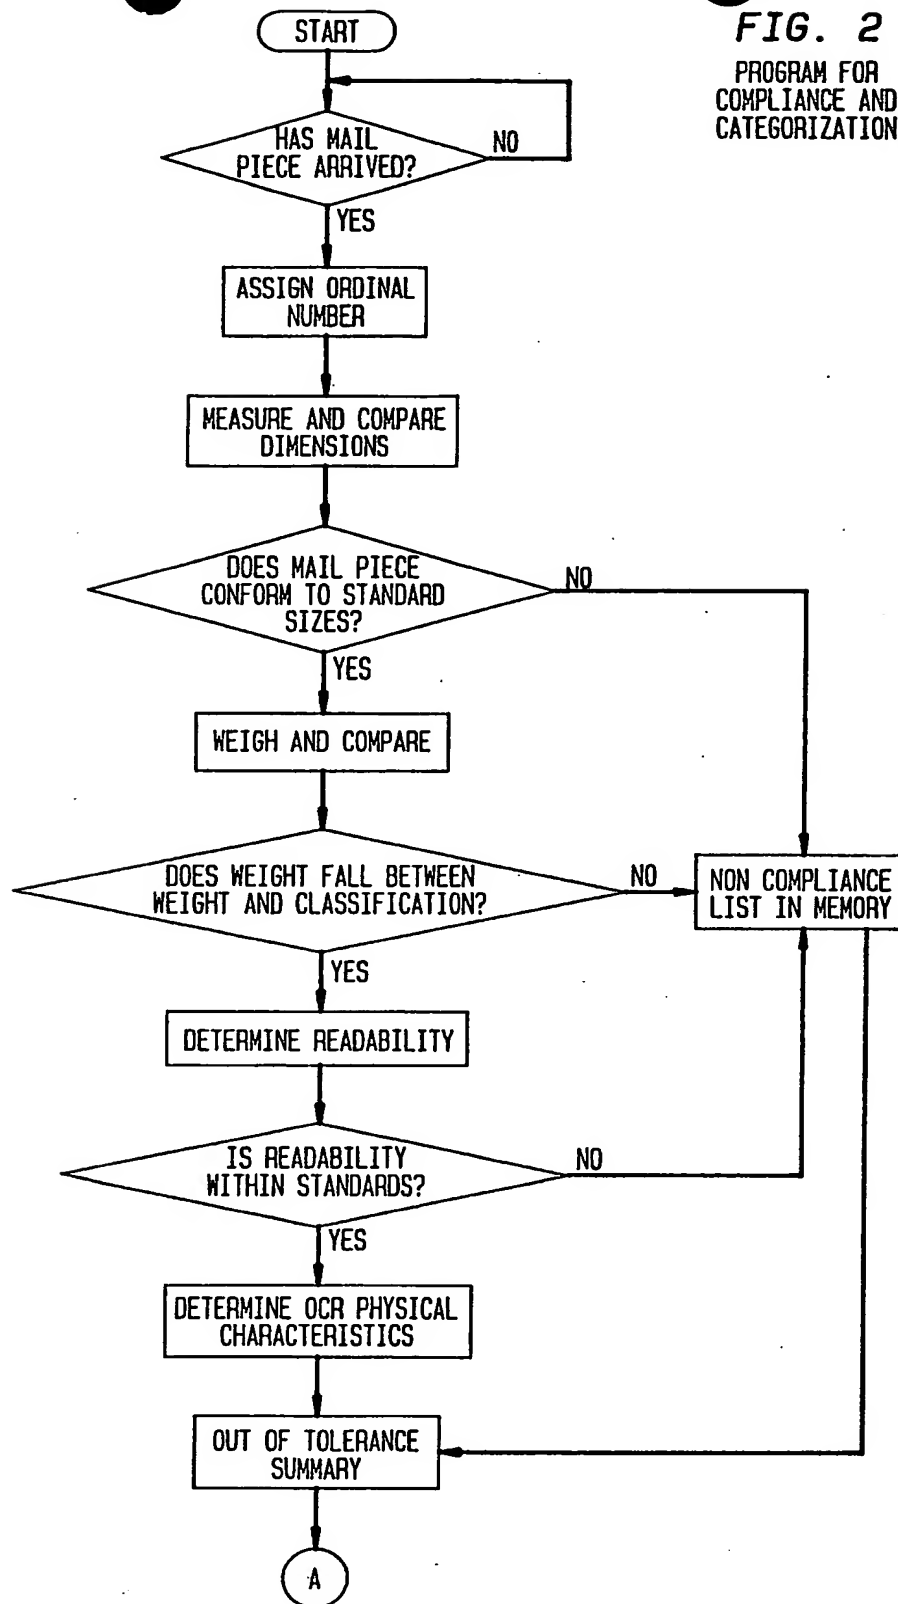 START
FIG. 2
PROGRAM FOR
COMPLIANCE AND
CATEGORIZATION
HAS MAIL
PIECE ARRIVED?
NO
YES
ASSIGN ORDINAL
NUMBER
MEASURE AND COMPARE
DIMENSIONS
DOES MAIL PIECE
CONFORM TO STANDARD
SIZES?
NO
YES
WEIGH AND COMPARE
DOES WEIGHT FALL BETWEEN
WEIGHT AND CLASSIFICATION?
NO
NON COMPLIANCE
LIST IN MEMORY
YES
DETERMINE READABILITY
IS READABILITY
WITHIN STANDARDS?
NO
YES
DETERMINE OCR PHYSICAL
CHARACTERISTICS
OUT OF TOLERANCE
SUMMARY
A